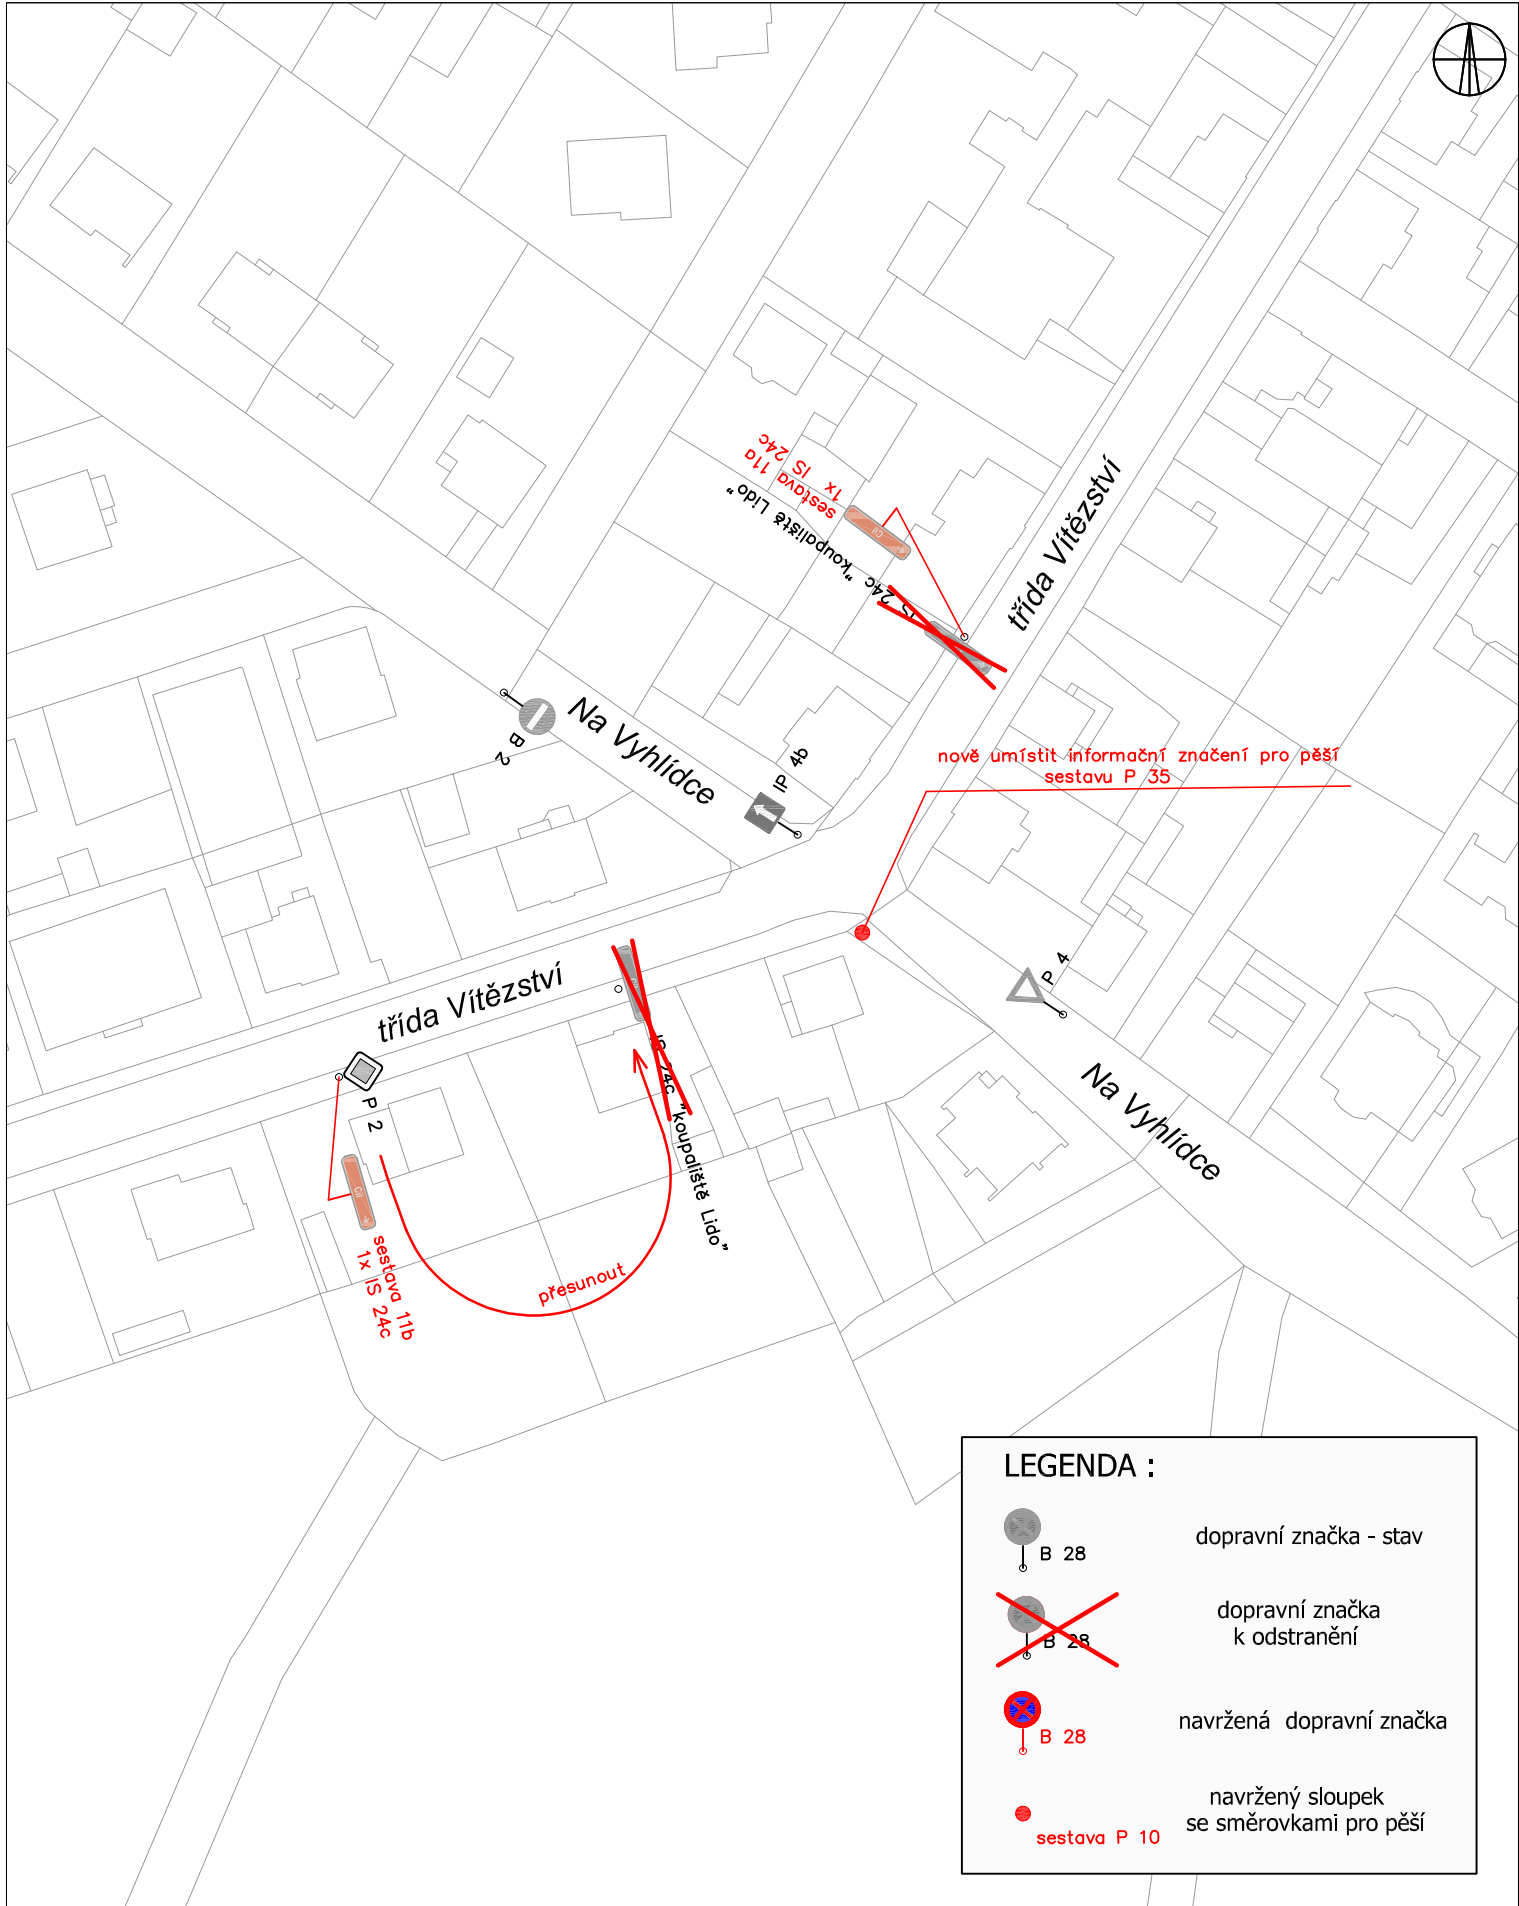 sestava 11a
1x IS 24c
IS 24c "koupaliště Lido"
třída Vítězství
Na Vyhlídce
B 2
IP 4b
nově umístit informační značení pro pěší
sestavu P 35
P 4
třída Vítězství
IS 24c "koupaliště Lido"
P 2
Cíl
Cíl
Na Vyhlídce
sestava 11b
1x IS 24c
přesunout
LEGENDA :
B 28
dopravní značka - stav
B 28
dopravní značka
k odstranění
B 28
navržená dopravní značka
navržený sloupek
se směrovkami pro pěší
sestava P 10